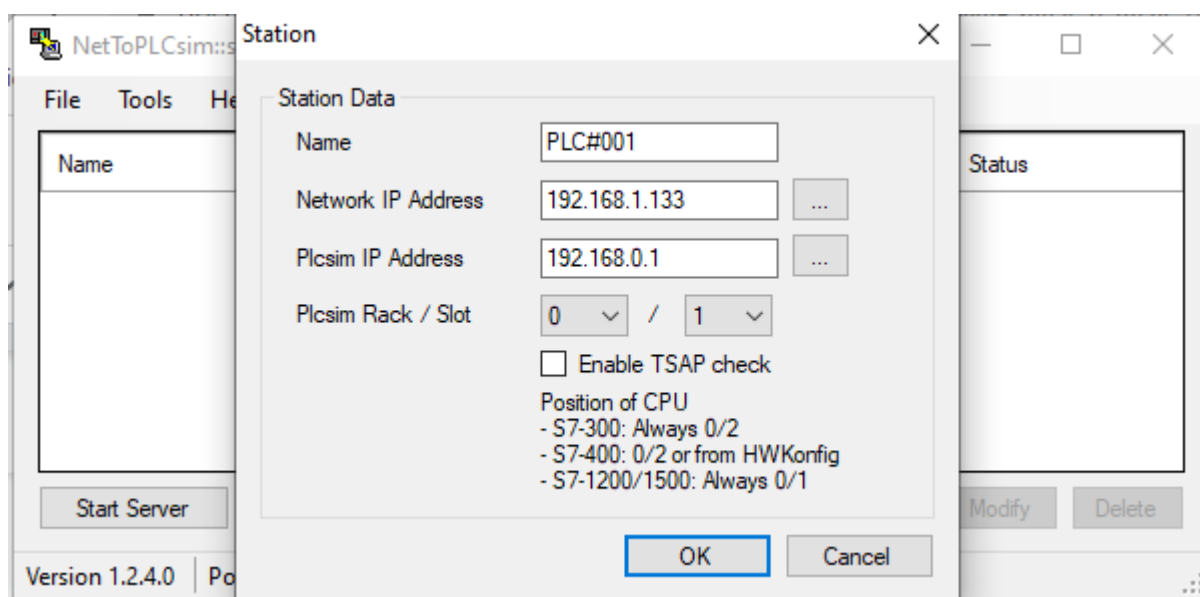 NetToPLCsim::s
Station
File Tools He
Station Data
Name
Name PLC#001
Status
Network IP Address 192.168.1.133 ...
Plcsim IP Address 192.168.0.1 ...
Plcsim Rack / Slot 0 / 1
Enable TSAP check
Position of CPU
- S7-300: Always 0/2
- S7-400: 0/2 or from HWKonfig
- S7-1200/1500: Always 0/1
Start Server
Modify Delete
OK Cancel
Version 1.2.4.0 Po